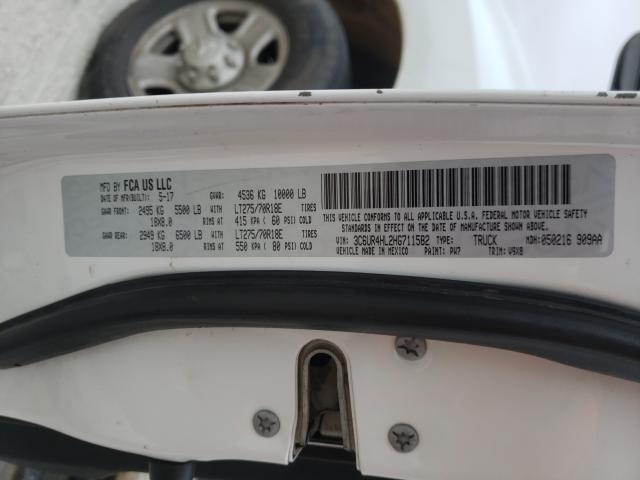 MFD BY FCA US LLC
DATE OF MFR(BUILT): 5-17 GVWR: 4536 KG 10000 LB
GAWR FRONT: 2495 KG 5500 LB WITH LT275/70R18E TIRES
18X8.0 RIMS AT 415 KPA ( 60 PSI) COLD
GAWR REAR: 2949 KG 6500 LB WITH LT275/70R18E TIRES
18X8.0 RIMS AT 550 KPA ( 80 PSI) COLD
THIS VEHICLE CONFORMS TO ALL APPLICABLE U.S.A. FEDERAL MOTOR VEHICLE SAFETY
STANDARDS IN EFFECT ON THE DATE OF MANUFACTURE SHOWN ABOVE.
VIN: 3C6UR4HL2HG711582 TYPE: TRUCK MDH: 050216 909AA
VEHICLE MADE IN MEXICO PAINT: PW7 TRIM: V9X8